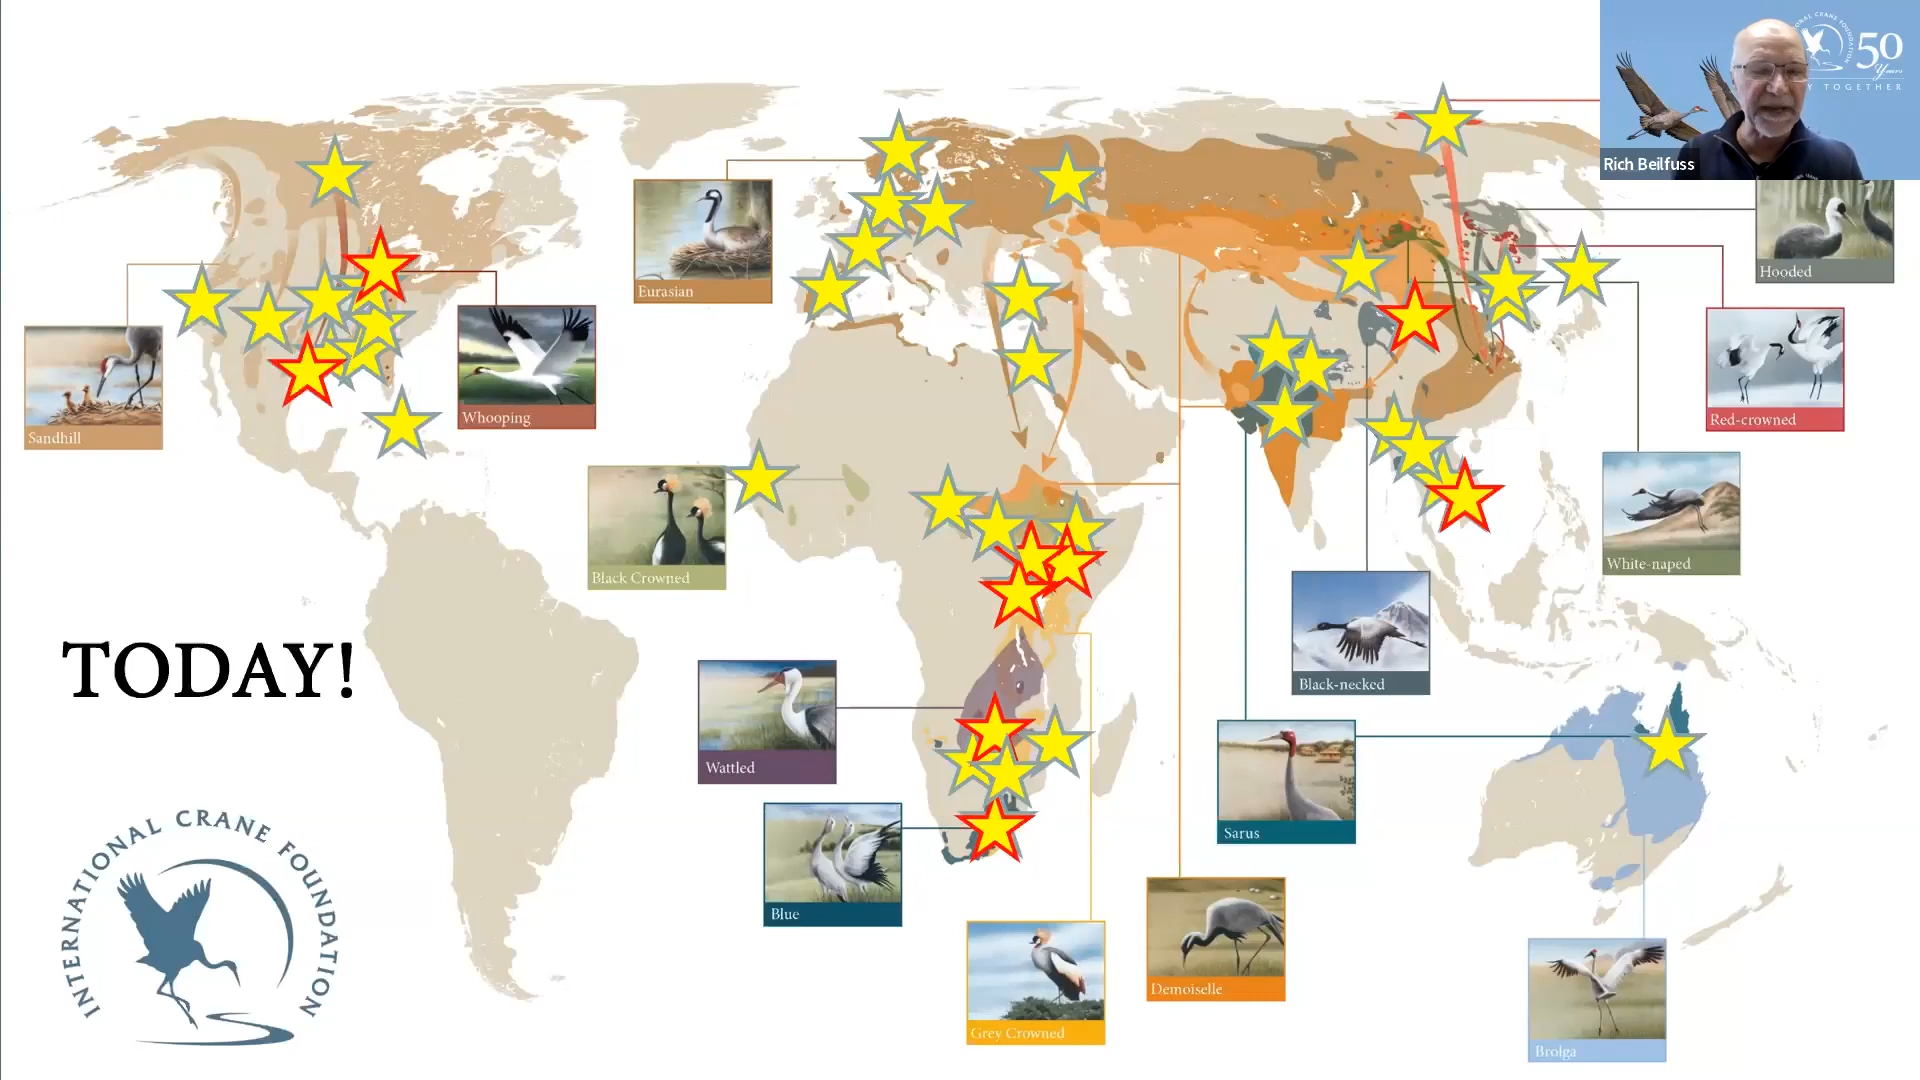 50
Years
Y TOGETHER
Rich Beilfuss
Hooded
Eurasian
Sandhill
Whooping
Red-crowned
Black Crowned
White-naped
TODAY!
Black-necked
Wattled
Sarus
Blue
Demoiselle
Grey Crowned
Brolga
INTERNATIONAL CRANE FOUNDATION